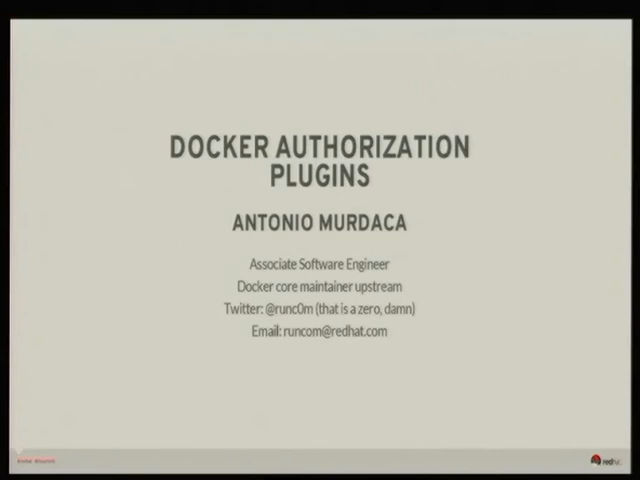 DOCKER AUTHORIZATION
PLUGINS
ANTONIO MURDACA
Associate Software Engineer
Docker core maintainer upstream
Twitter: @runc0m (that is a zero, damn)
Email: runcom@redhat.com
redhat